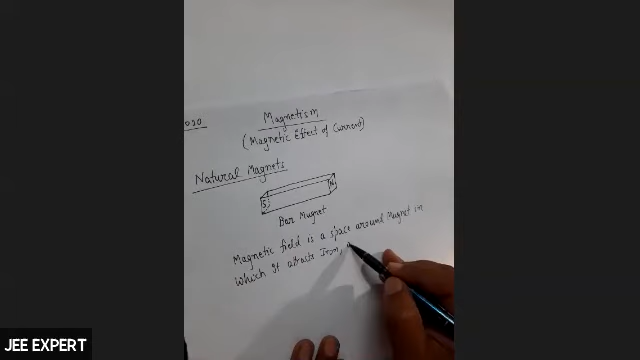 Magnetism
(Magnetic Effect of Current)
Natural Magnets
S N
Bar Magnet
Magnetic field is a space around Magnet in
which It attracts Iron,
JEE EXPERT